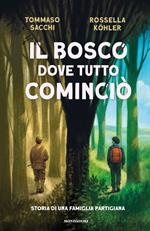 TOMMASO
SACCHI
ROSSELLA
KÖHLER
IL BOSCO
DOVE TUTTO
COMINCIÒ
STORIA DI UNA FAMIGLIA PARTIGIANA
MONDADORI